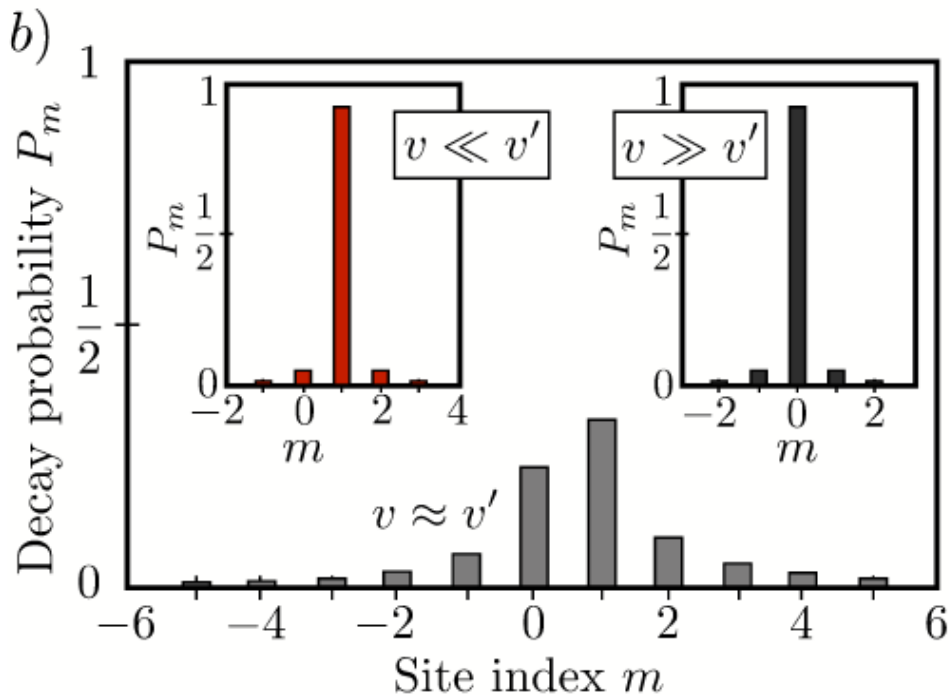 b)
Decay probability P_m
1
1/2
0
P_m
1
1/2
0
v ≪ v′
−2 0 2 4
m
P_m
1
1/2
0
v ≫ v′
−2 0 2
m
v ≈ v′
−6 −4 −2 0 2 4 6
Site index m